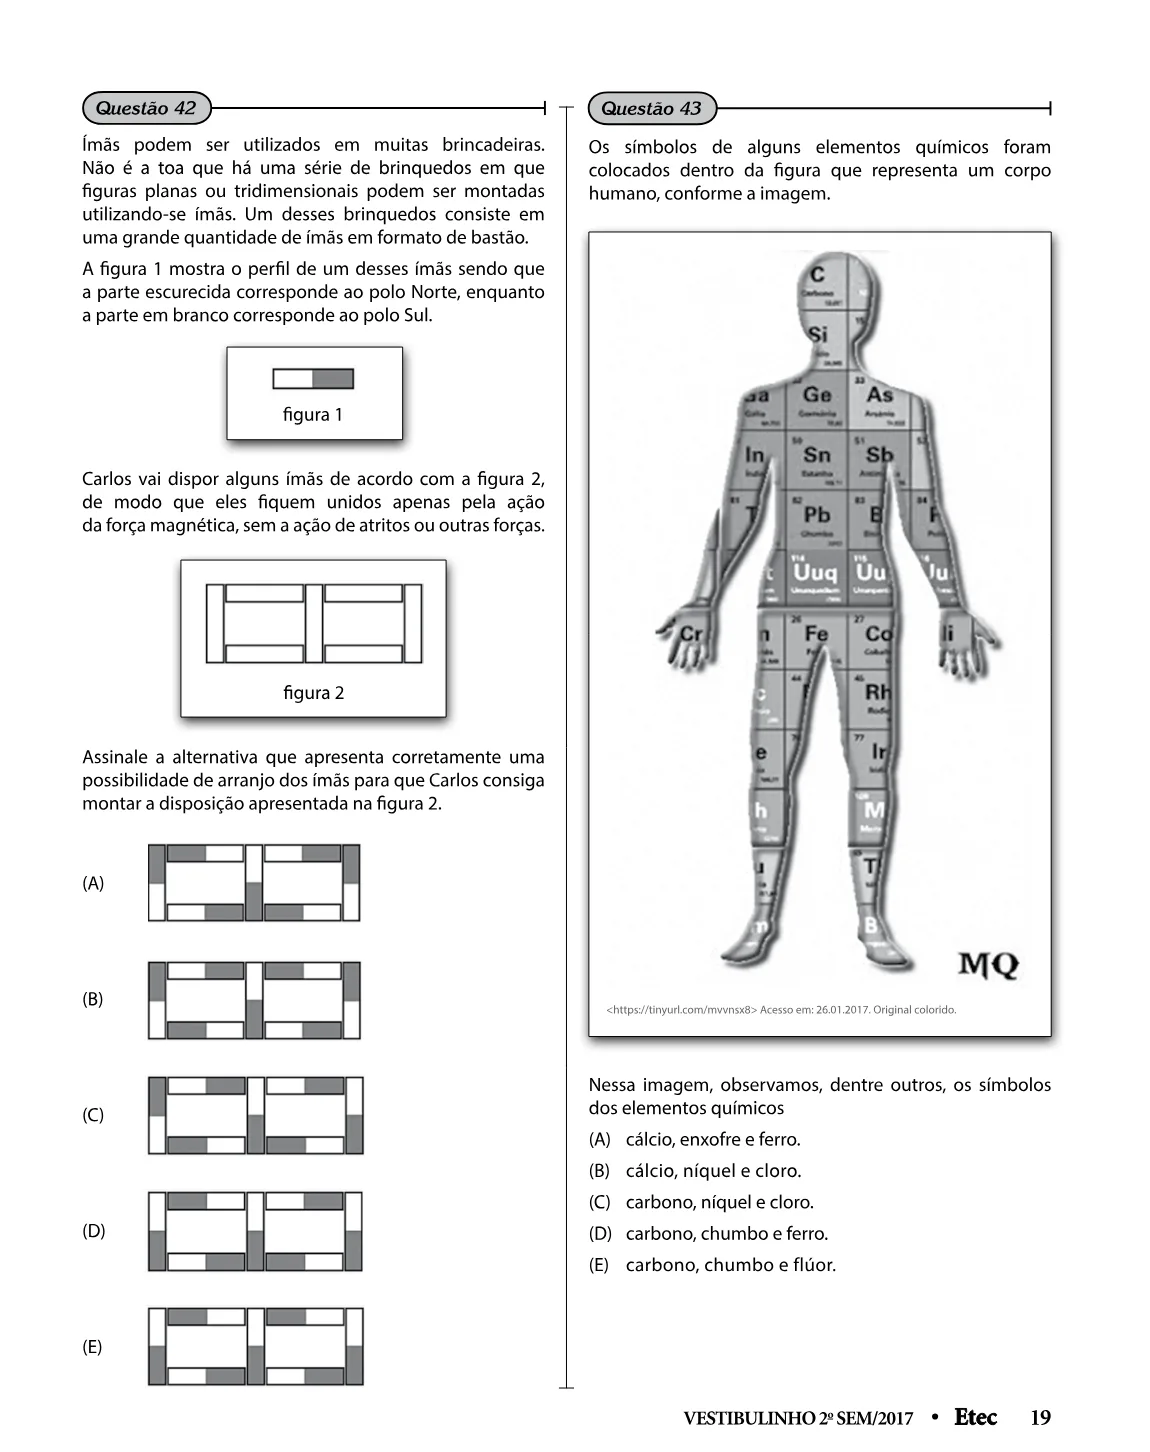 Questão 42
Ímãs podem ser utilizados em muitas brincadeiras.
Não é a toa que há uma série de brinquedos em que
figuras planas ou tridimensionais podem ser montadas
utilizando-se ímãs. Um desses brinquedos consiste em
uma grande quantidade de ímãs em formato de bastão.
A figura 1 mostra o perfil de um desses ímãs sendo que
a parte escurecida corresponde ao polo Norte, enquanto
a parte em branco corresponde ao polo Sul.
figura 1
Carlos vai dispor alguns ímãs de acordo com a figura 2,
de modo que eles fiquem unidos apenas pela ação
da força magnética, sem a ação de atritos ou outras forças.
figura 2
Assinale a alternativa que apresenta corretamente uma
possibilidade de arranjo dos ímãs para que Carlos consiga
montar a disposição apresentada na figura 2.
(A)
(B)
(C)
(D)
(E)
Questão 43
Os símbolos de alguns elementos químicos foram
colocados dentro da figura que representa um corpo
humano, conforme a imagem.
C
Carbono
Si
Ge
As
Germânio
Arsênio
In
Sn
Sb
Estanho
Pb
Chumbo
Uuq
Uu
Uu
Cr
n
Fe
Co
li
Rh
e
Ir
h
M
u
T
m
B
MQ
<https://tinyurl.com/mvvnsx8> Acesso em: 26.01.2017. Original colorido.
Nessa imagem, observamos, dentre outros, os símbolos
dos elementos químicos
(A) cálcio, enxofre e ferro.
(B) cálcio, níquel e cloro.
(C) carbono, níquel e cloro.
(D) carbono, chumbo e ferro.
(E) carbono, chumbo e flúor.
VESTIBULINHO 2º SEM/2017 • Etec 19